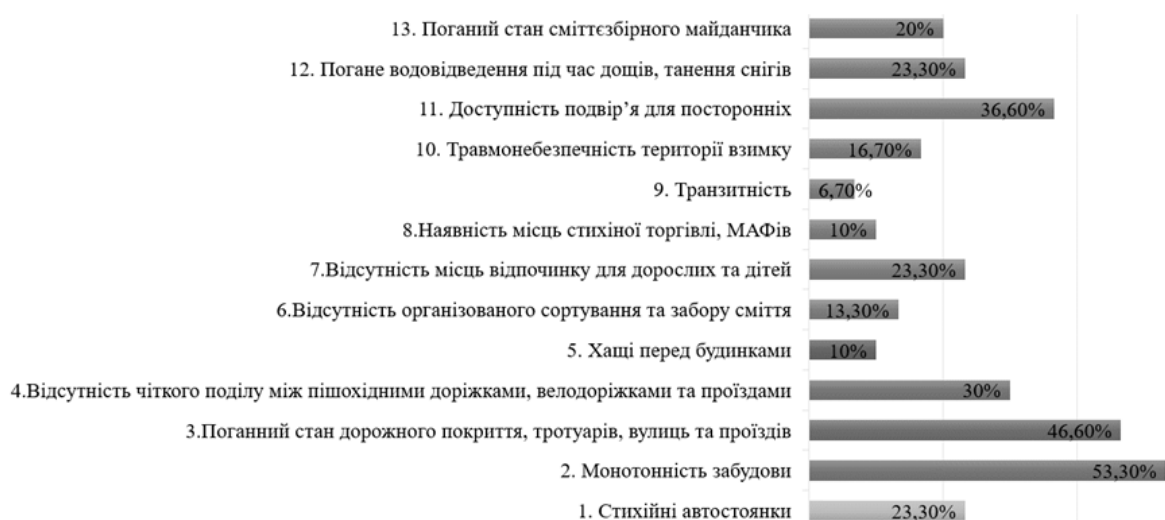 13. Поганий стан сміттєзбірного майданчика 20%
12. Погане водовідведення під час дощів, танення снігів 23,30%
11. Доступність подвір’я для посторонніх 36,60%
10. Травмонебезпечність території взимку 16,70%
9. Транзитність 6,70%
8.Наявність місць стихіної торгівлі, МАФів 10%
7.Відсутність місць відпочинку для дорослих та дітей 23,30%
6.Відсутність організованого сортування та забору сміття 13,30%
5. Хащі перед будинками 10%
4.Відсутність чіткого поділу між пішохідними доріжками, велодоріжками та проїздами 30%
3.Поганний стан дорожного покриття, тротуарів, вулиць та проїздів 46,60%
2. Монотонність забудови 53,30%
1. Стихійні автостоянки 23,30%